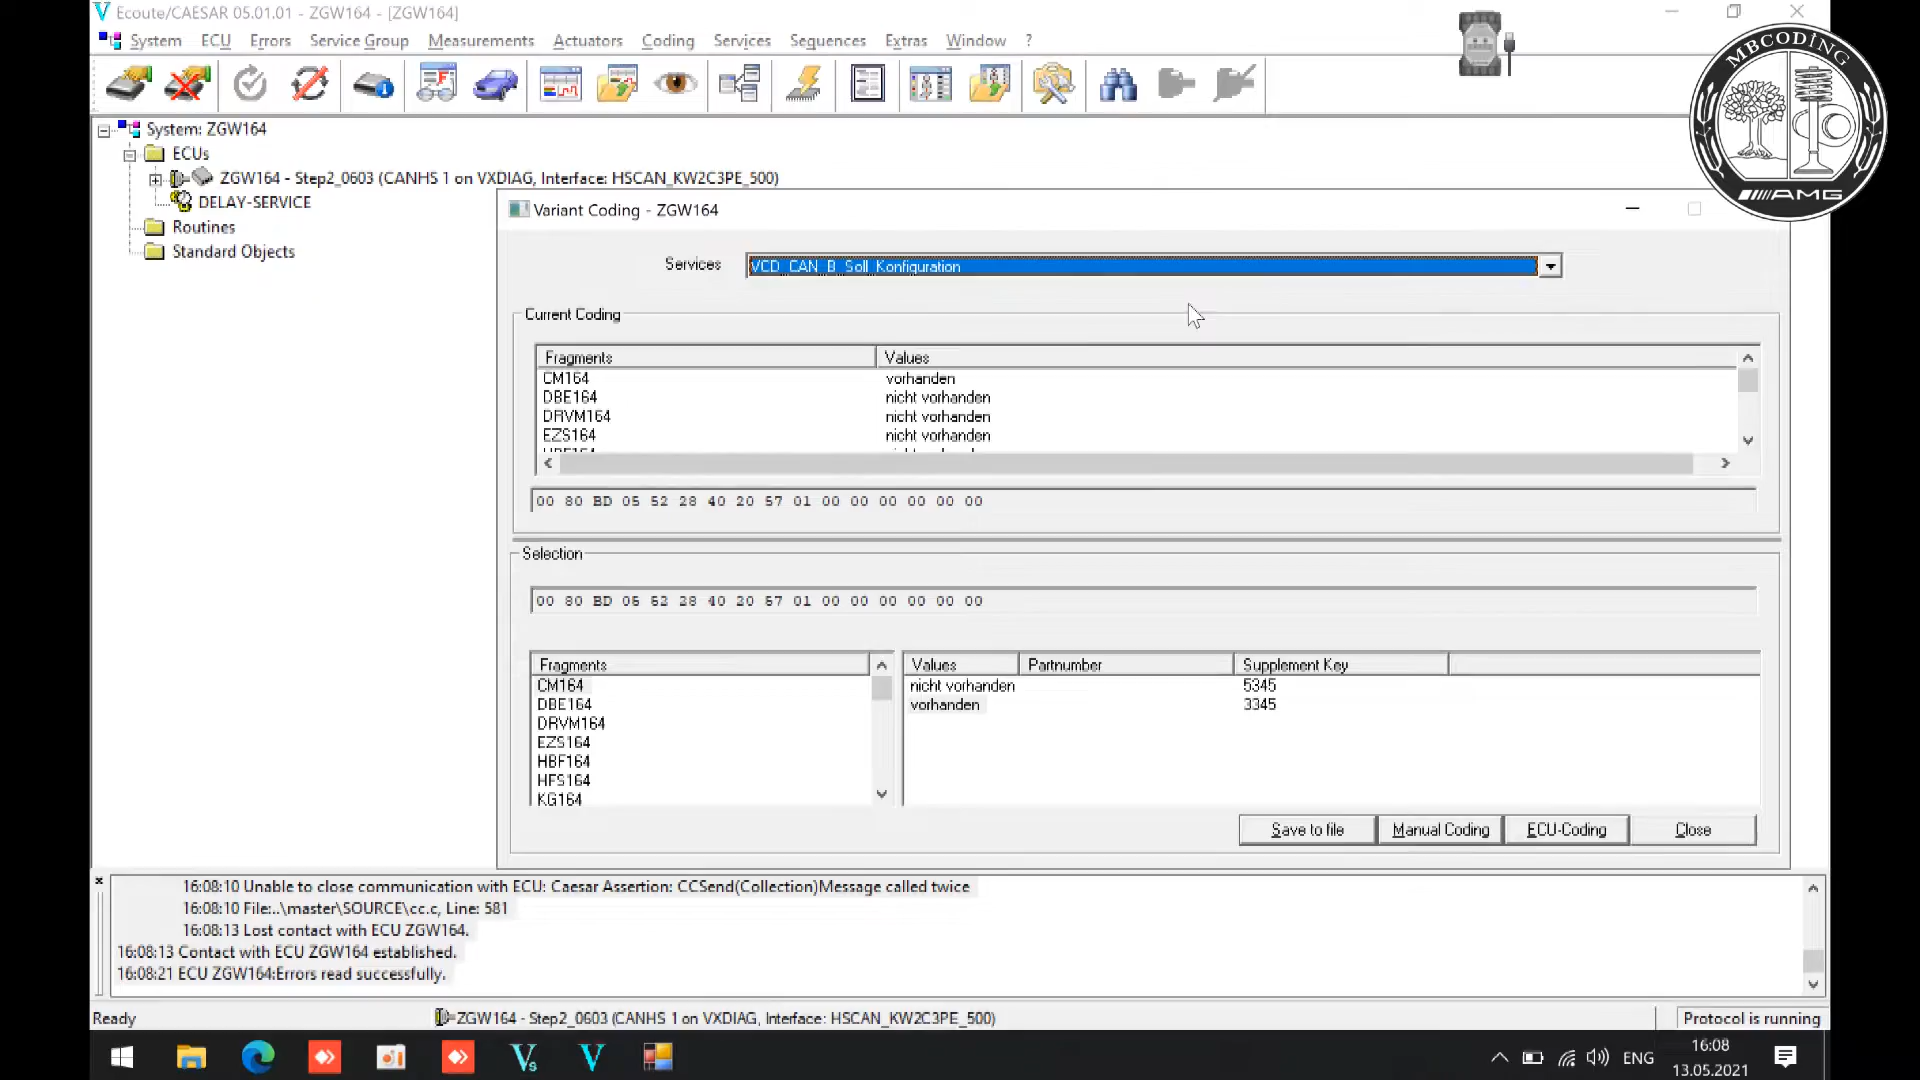 Ecoute/CAESAR 05.01.01 - ZGW164 - [ZGW164]
System ECU Errors Service Group Measurements Actuators Coding Services Sequences Extras Window ?
MBCODING
AMG
System: ZGW164
ECUs
ZGW164 - Step2_0603 (CANHS 1 on VXDIAG, Interface: HSCAN_KW2C3PE_500)
DELAY-SERVICE
Routines
Standard Objects
Variant Coding - ZGW164
Services VCD_CAN_B_Soll_Konfiguration
Current Coding
Fragments Values
CM164 vorhanden
DBE164 nicht vorhanden
DRVM164 nicht vorhanden
EZS164 nicht vorhanden
00 80 BD 05 52 28 40 20 57 01 00 00 00 00 00 00
Selection
00 80 BD 05 52 28 40 20 57 01 00 00 00 00 00 00
Fragments Values Partnumber Supplement Key
CM164 nicht vorhanden 5345
DBE164 vorhanden 3345
DRVM164
EZS164
HBF164
HFS164
KG164
Save to file Manual Coding ECU-Coding Close
16:08:10 Unable to close communication with ECU: Caesar Assertion: CCSend(Collection)Message called twice
16:08:10 File:..\master\SOURCE\cc.c, Line: 581
16:08:13 Lost contact with ECU ZGW164.
16:08:13 Contact with ECU ZGW164 established.
16:08:21 ECU ZGW164:Errors read successfully.
Ready ZGW164 - Step2_0603 (CANHS 1 on VXDIAG, Interface: HSCAN_KW2C3PE_500) Protocol is running
ENG 16:08
13.05.2021